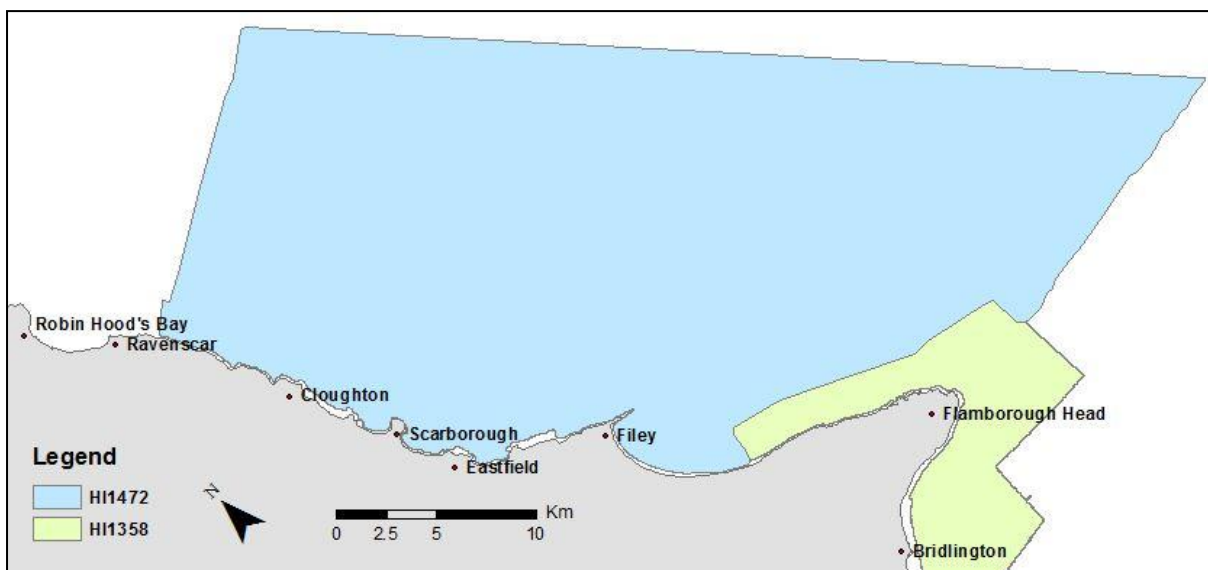 Robin Hood's Bay
Ravenscar
Cloughton
Scarborough
Filey
Flamborough Head
Eastfield
Legend
HI1472
HI1358
N
Km
0 2.5 5 10
Bridlington